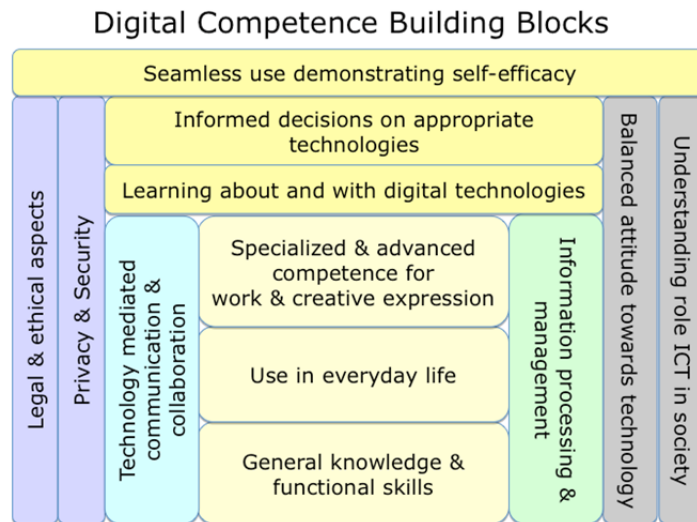 Digital Competence Building Blocks
Seamless use demonstrating self-efficacy
Informed decisions on appropriate
technologies
Learning about and with digital technologies
Legal & ethical aspects
Privacy & Security
Technology mediated
communication &
collaboration
Specialized & advanced
competence for
work & creative expression
Use in everyday life
General knowledge &
functional skills
Information processing &
management
Balanced attitude towards technology
Understanding role ICT in society